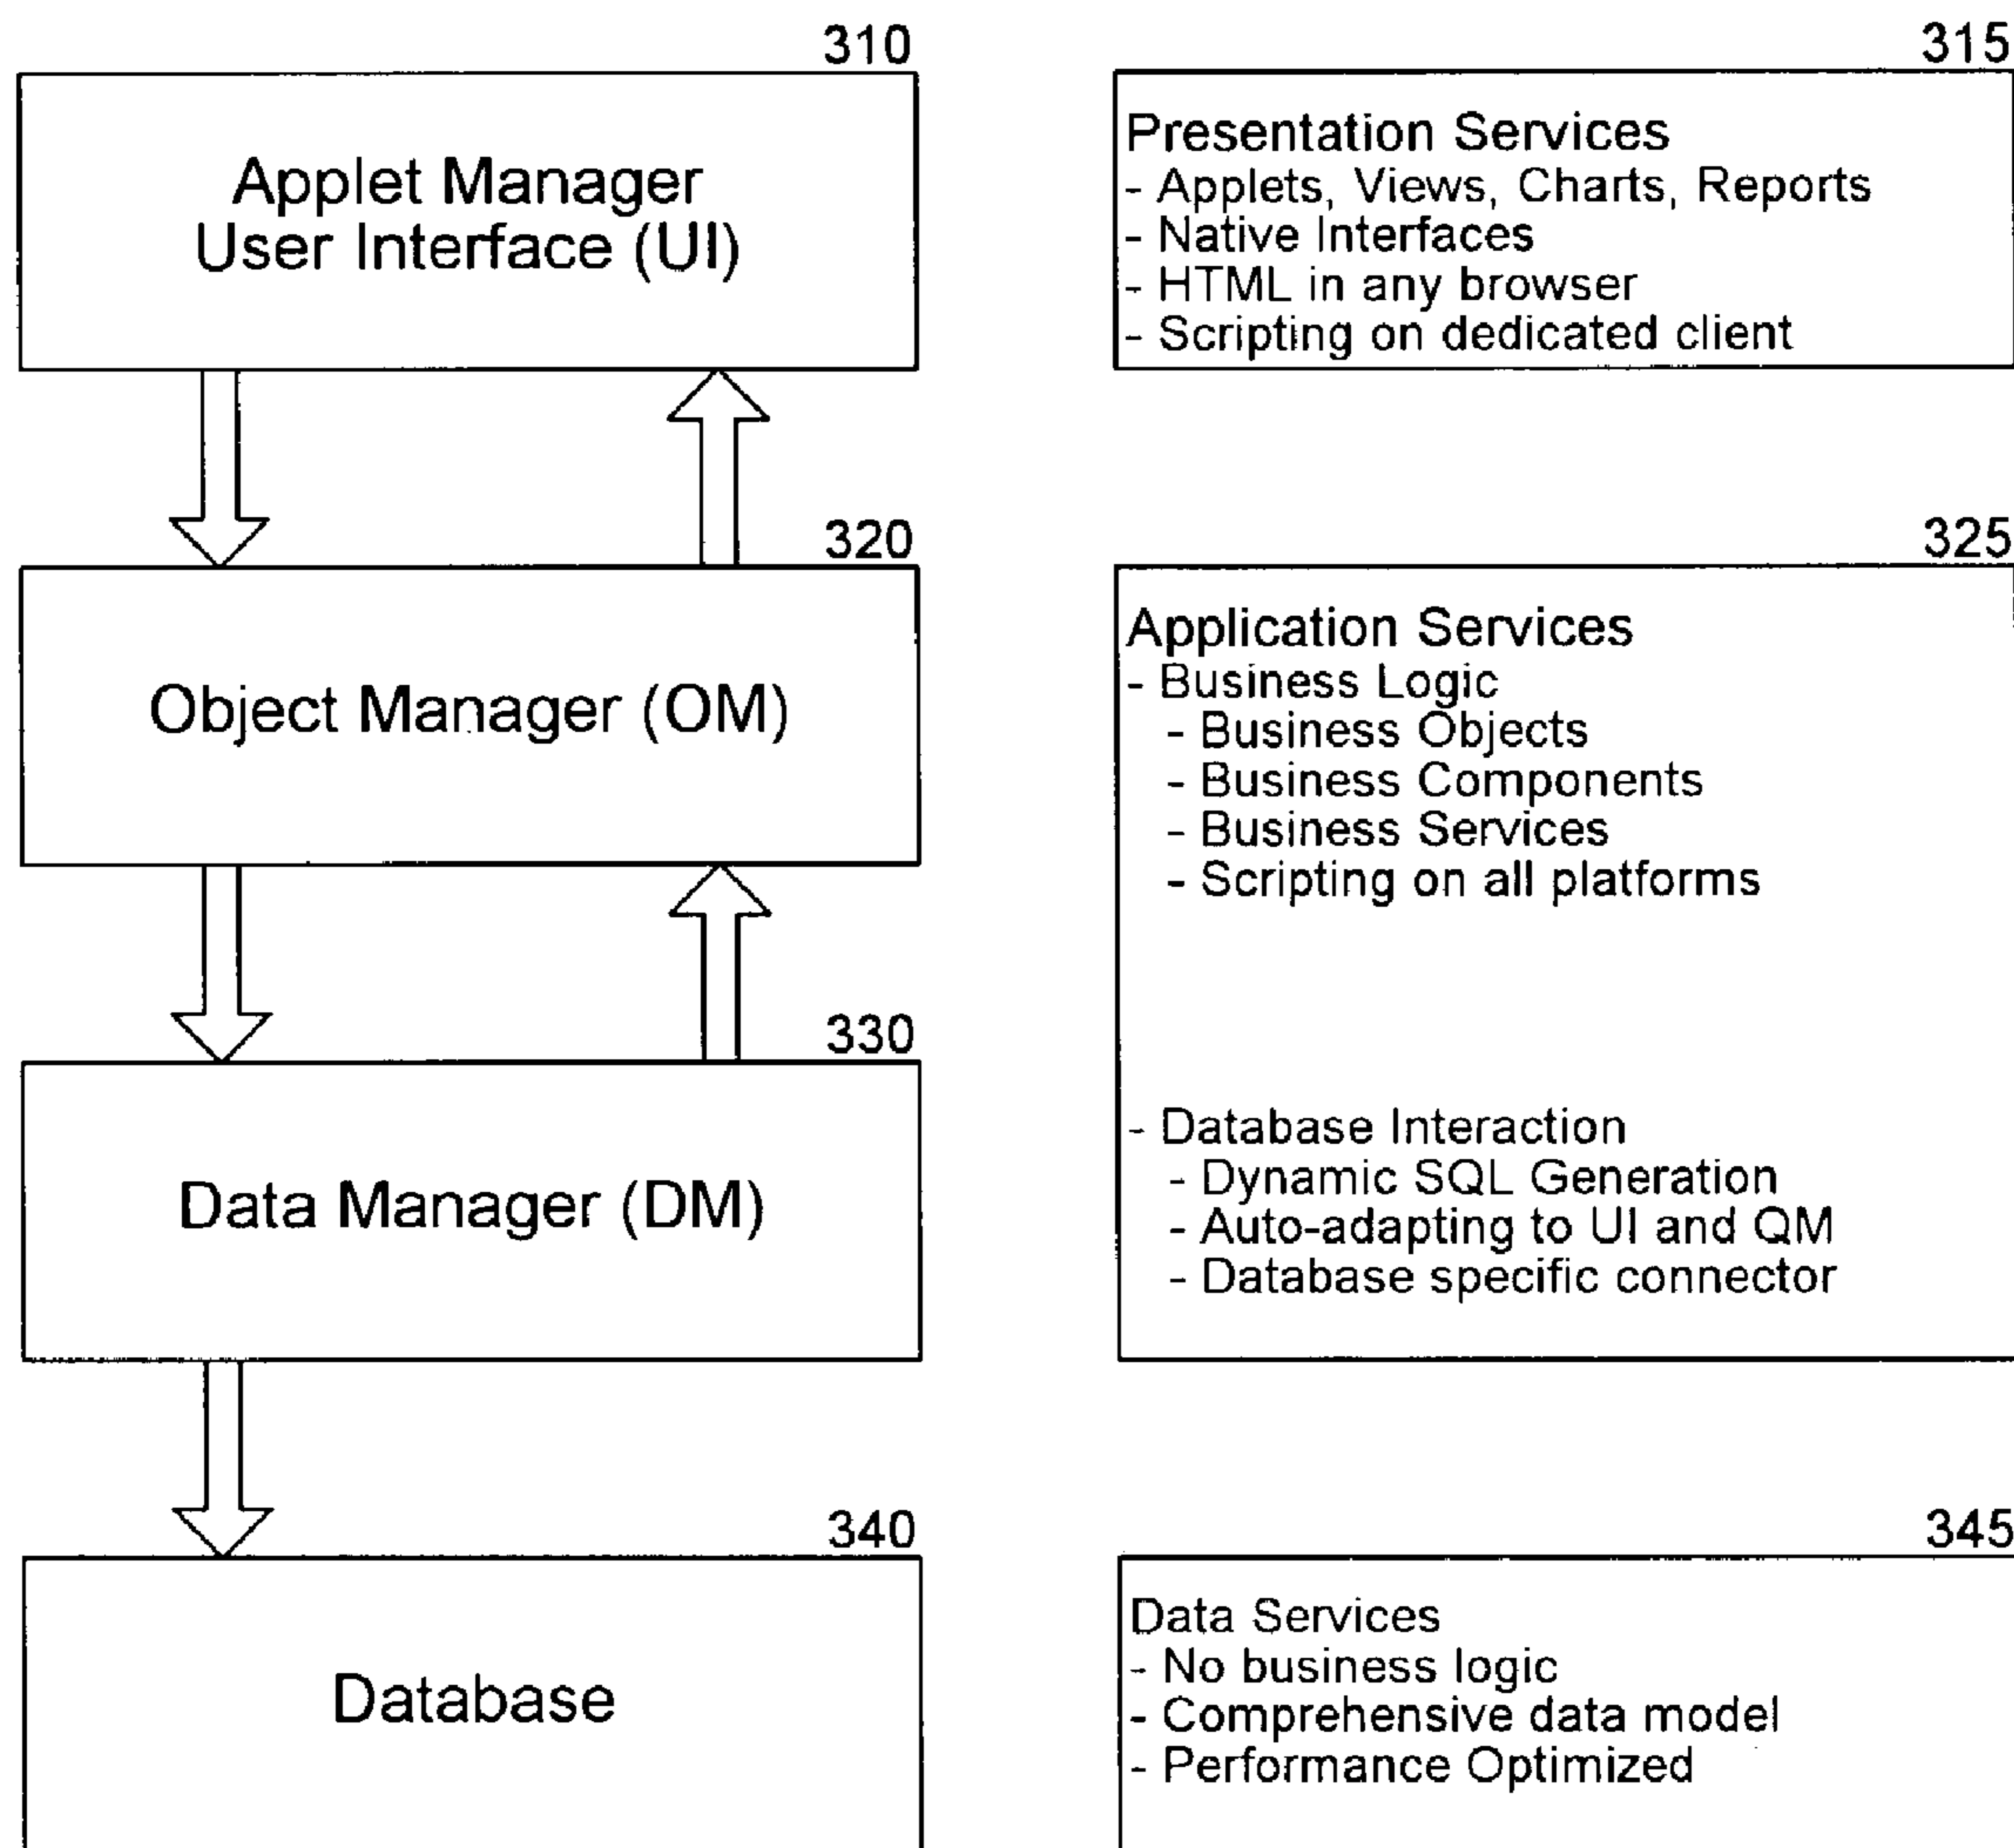 310
Applet Manager
User Interface (UI)
315
Presentation Services
- Applets, Views, Charts, Reports
- Native Interfaces
- HTML in any browser
- Scripting on dedicated client
320
Object Manager (OM)
325
Application Services
- Business Logic
- Business Objects
- Business Components
- Business Services
- Scripting on all platforms
330
Data Manager (DM)
- Database Interaction
- Dynamic SQL Generation
- Auto-adapting to UI and QM
- Database specific connector
340
Database
345
Data Services
- No business logic
- Comprehensive data model
- Performance Optimized